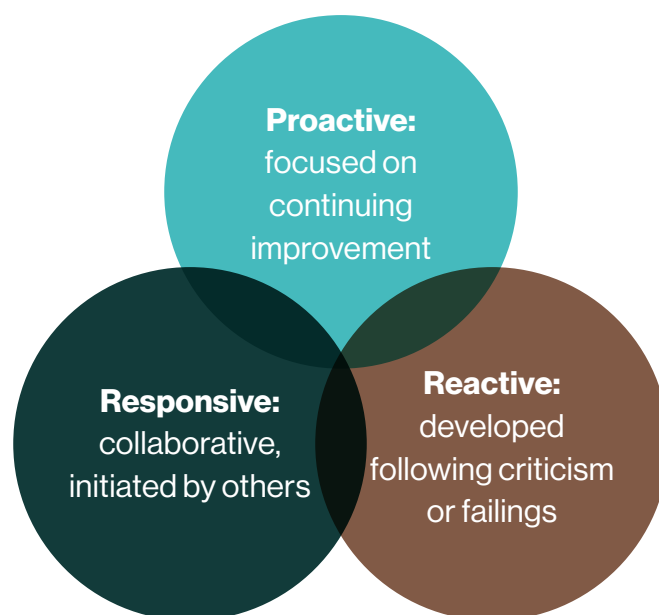 Proactive:
focused on
continuing
improvement
Responsive:
collaborative,
initiated by others
Reactive:
developed
following criticism
or failings